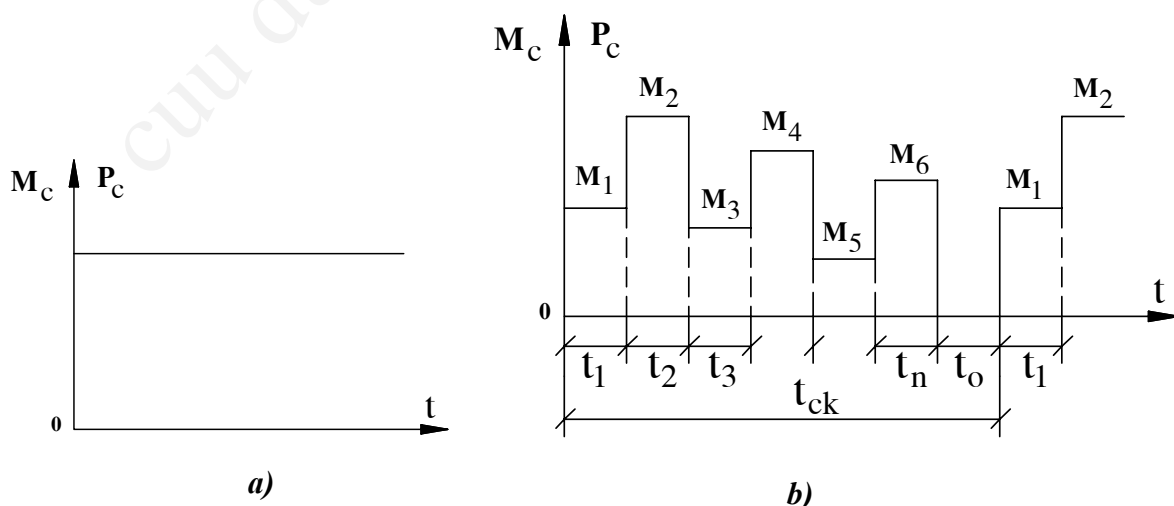 cuu d
M_c P_c
0
t
a)
M_c P_c
M_1
M_2
M_3
M_4
M_5
M_6
M_1
M_2
t
0
t_1 t_2 t_3 t_n t_o t_1
t_ck
b)